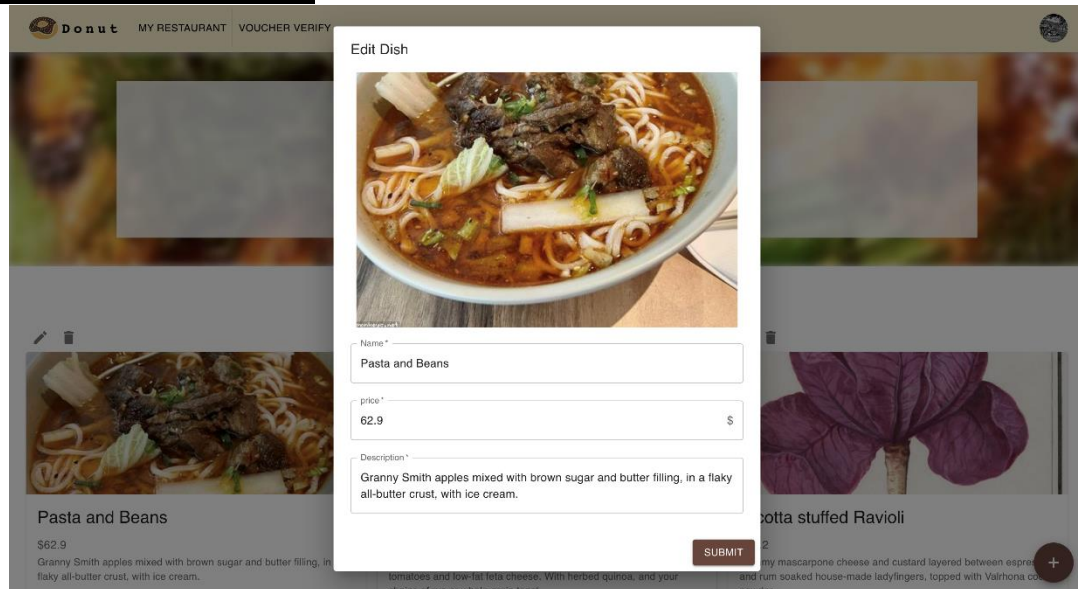 Donut MY RESTAURANT VOUCHER VERIFY
Edit Dish
Name *
Pasta and Beans
price *
62.9 $
Description *
Granny Smith apples mixed with brown sugar and butter filling, in a flaky
all-butter crust, with ice cream.
SUBMIT
Pasta and Beans
$62.9
Granny Smith apples mixed with brown sugar and butter filling, in
flaky all-butter crust, with ice cream.
tomatoes and low-fat feta cheese. With herbed quinoa, and your
cotta stuffed Ravioli
.2
my mascarpone cheese and custard layered between espre
and rum soaked house-made ladyfingers, topped with Valrhona co
+